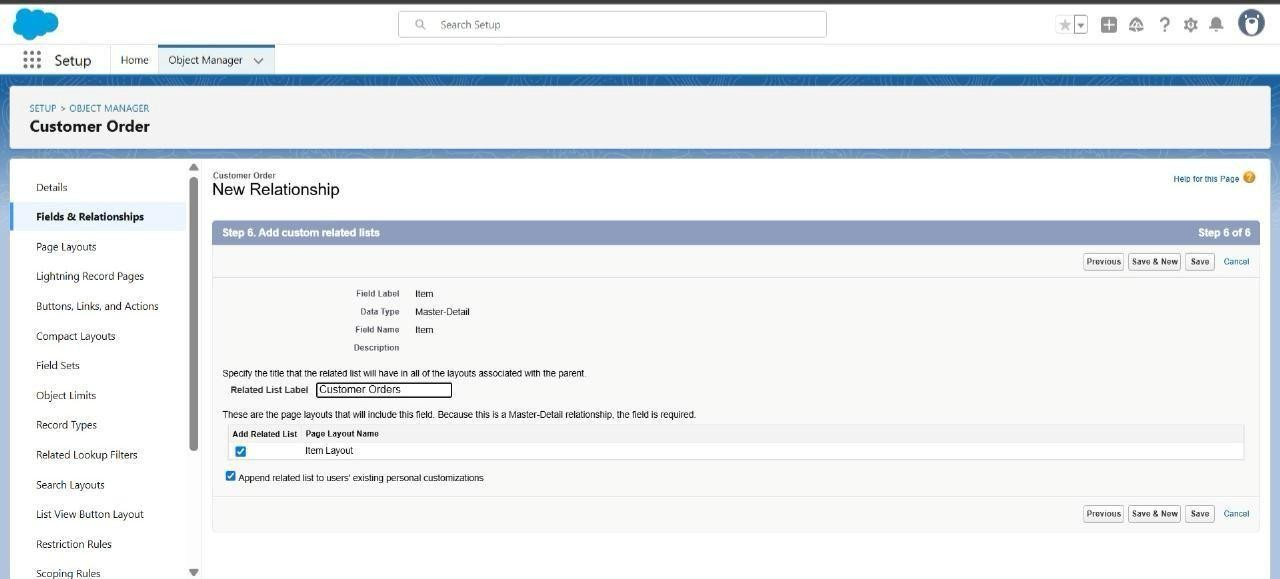 Search Setup
Setup
Home
Object Manager
SETUP > OBJECT MANAGER
Customer Order
Details
Fields & Relationships
Page Layouts
Lightning Record Pages
Buttons, Links, and Actions
Compact Layouts
Field Sets
Object Limits
Record Types
Related Lookup Filters
Search Layouts
List View Button Layout
Restriction Rules
Scoping Rules
Customer Order
New Relationship
Help for this Page ?
Step 6. Add custom related lists Step 6 of 6
Previous Save & New Save Cancel
Field Label Item
Data Type Master-Detail
Field Name Item
Description
Specify the title that the related list will have in all of the layouts associated with the parent.
Related List Label Customer Orders
These are the page layouts that will include this field. Because this is a Master-Detail relationship, the field is required.
Add Related List Page Layout Name
Item Layout
Append related list to users' existing personal customizations
Previous Save & New Save Cancel